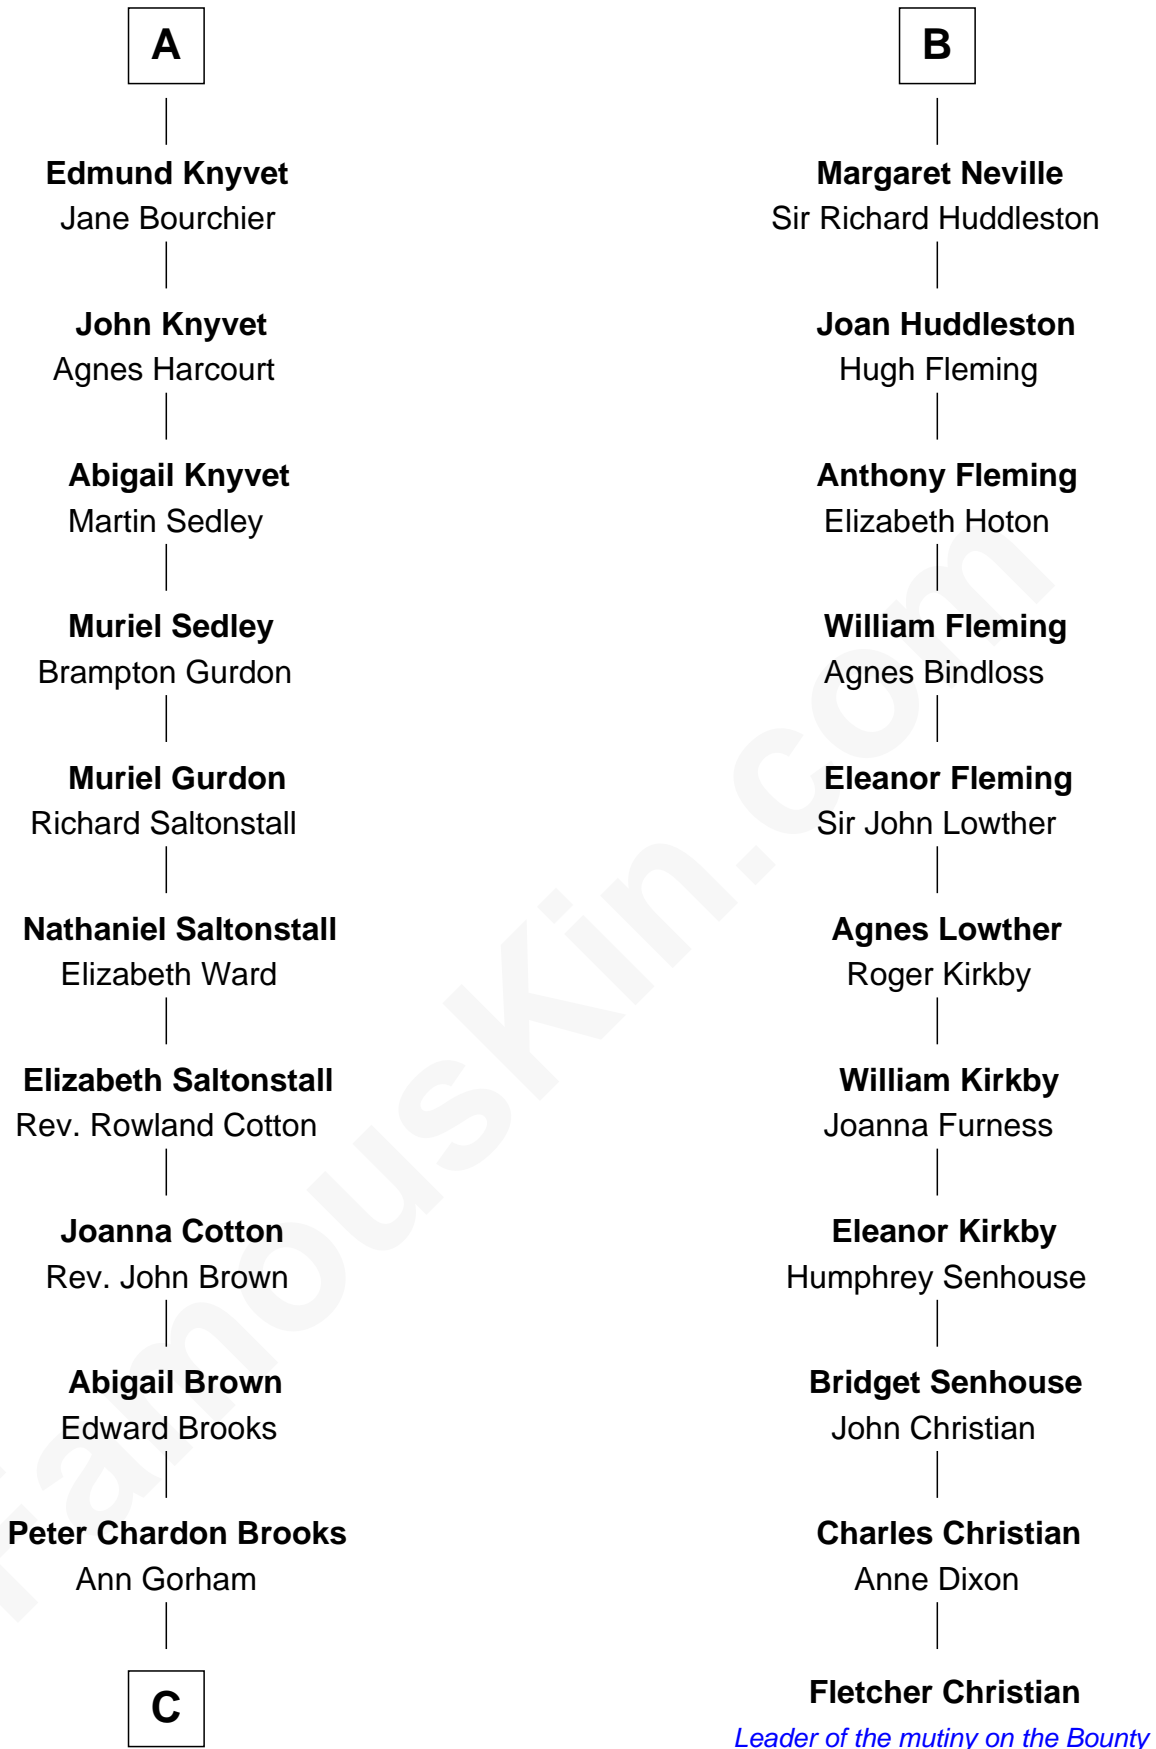 A
Edmund Knyvet
Jane Bourchier
John Knyvet
Agnes Harcourt
Abigail Knyvet
Martin Sedley
Muriel Sedley
Brampton Gurdon
Muriel Gurdon
Richard Saltonstall
Nathaniel Saltonstall
Elizabeth Ward
Elizabeth Saltonstall
Rev. Rowland Cotton
Joanna Cotton
Rev. John Brown
Abigail Brown
Edward Brooks
Peter Chardon Brooks
Ann Gorham
C
B
Margaret Neville
Sir Richard Huddleston
Joan Huddleston
Hugh Fleming
Anthony Fleming
Elizabeth Hoton
William Fleming
Agnes Bindloss
Eleanor Fleming
Sir John Lowther
Agnes Lowther
Roger Kirkby
William Kirkby
Joanna Furness
Eleanor Kirkby
Humphrey Senhouse
Bridget Senhouse
John Christian
Charles Christian
Anne Dixon
Fletcher Christian
Leader of the mutiny on the Bounty
FamousKin.com